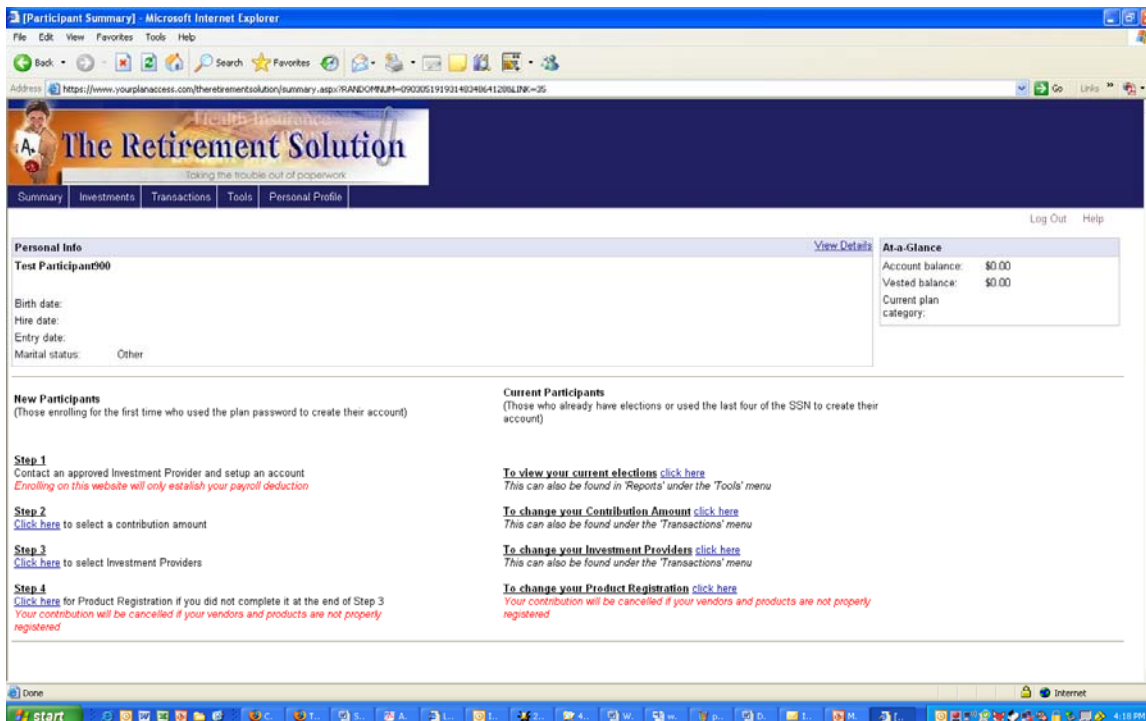 [Participant Summary] - Microsoft Internet Explorer
File Edit View Favorites Tools Help
Back Search Favorites
Address https://www.yourplanaccess.com/theretirementsolution/summary.aspx?RANDOMNUM=
Go Links
Health Insurance
The Retirement Solution
Taking the trouble out of paperwork
Summary Investments Transactions Tools Personal Profile
Log Out Help
Personal Info View Details
Test Participant900
Birth date:
Hire date:
Entry date:
Marital status: Other
At-a-Glance
Account balance: $0.00
Vested balance: $0.00
Current plan
category:
New Participants
(Those enrolling for the first time who used the plan password to create their account)
Step 1
Contact an approved Investment Provider and setup an account
Enrolling on this website will only estalish your payroll deduction
Step 2
Click here to select a contribution amount
Step 3
Click here to select Investment Providers
Step 4
Click here for Product Registration if you did not complete it at the end of Step 3
Your contribution will be cancelled if your vendors and products are not properly
registered
Current Participants
(Those who already have elections or used the last four of the SSN to create their
account)
To view your current elections click here
This can also be found in 'Reports' under the 'Tools' menu
To change your Contribution Amount click here
This can also be found under the 'Transactions' menu
To change your Investment Providers click here
This can also be found under the 'Transactions' menu
To change your Product Registration click here
Your contribution will be cancelled if your vendors and products are not properly
registered
Done Internet
start 4:18 P